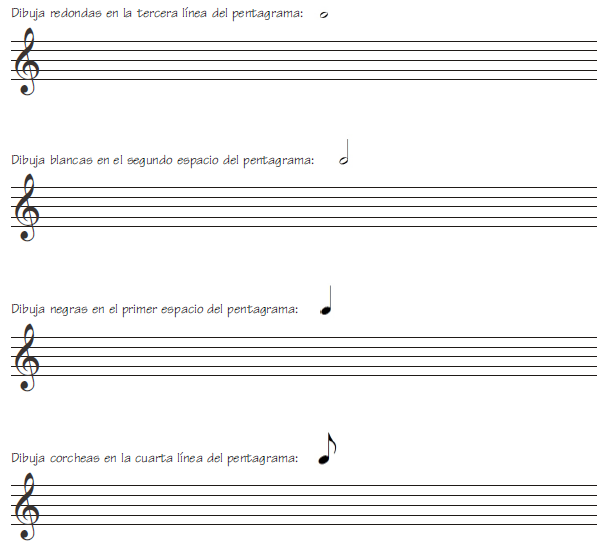 Dibuja redondas en la tercera línea del pentagrama:
Dibuja blancas en el segundo espacio del pentagrama:
Dibuja negras en el primer espacio del pentagrama:
Dibuja corcheas en la cuarta línea del pentagrama: